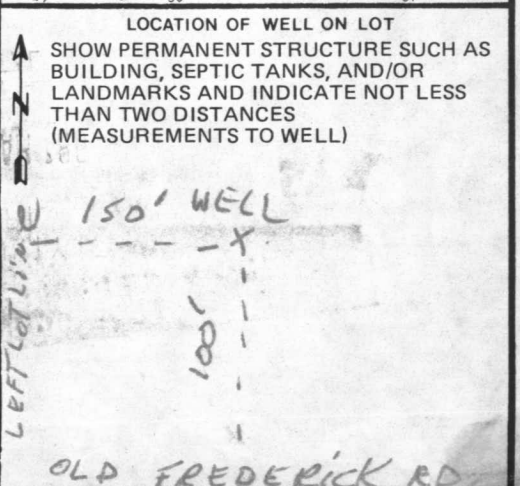 LOCATION OF WELL ON LOT
SHOW PERMANENT STRUCTURE SUCH AS
BUILDING, SEPTIC TANKS, AND/OR
LANDMARKS AND INDICATE NOT LESS
THAN TWO DISTANCES
(MEASUREMENTS TO WELL)
N
150' WELL
X
LEFT LOT LINE
100'
OLD FREDERICK RD